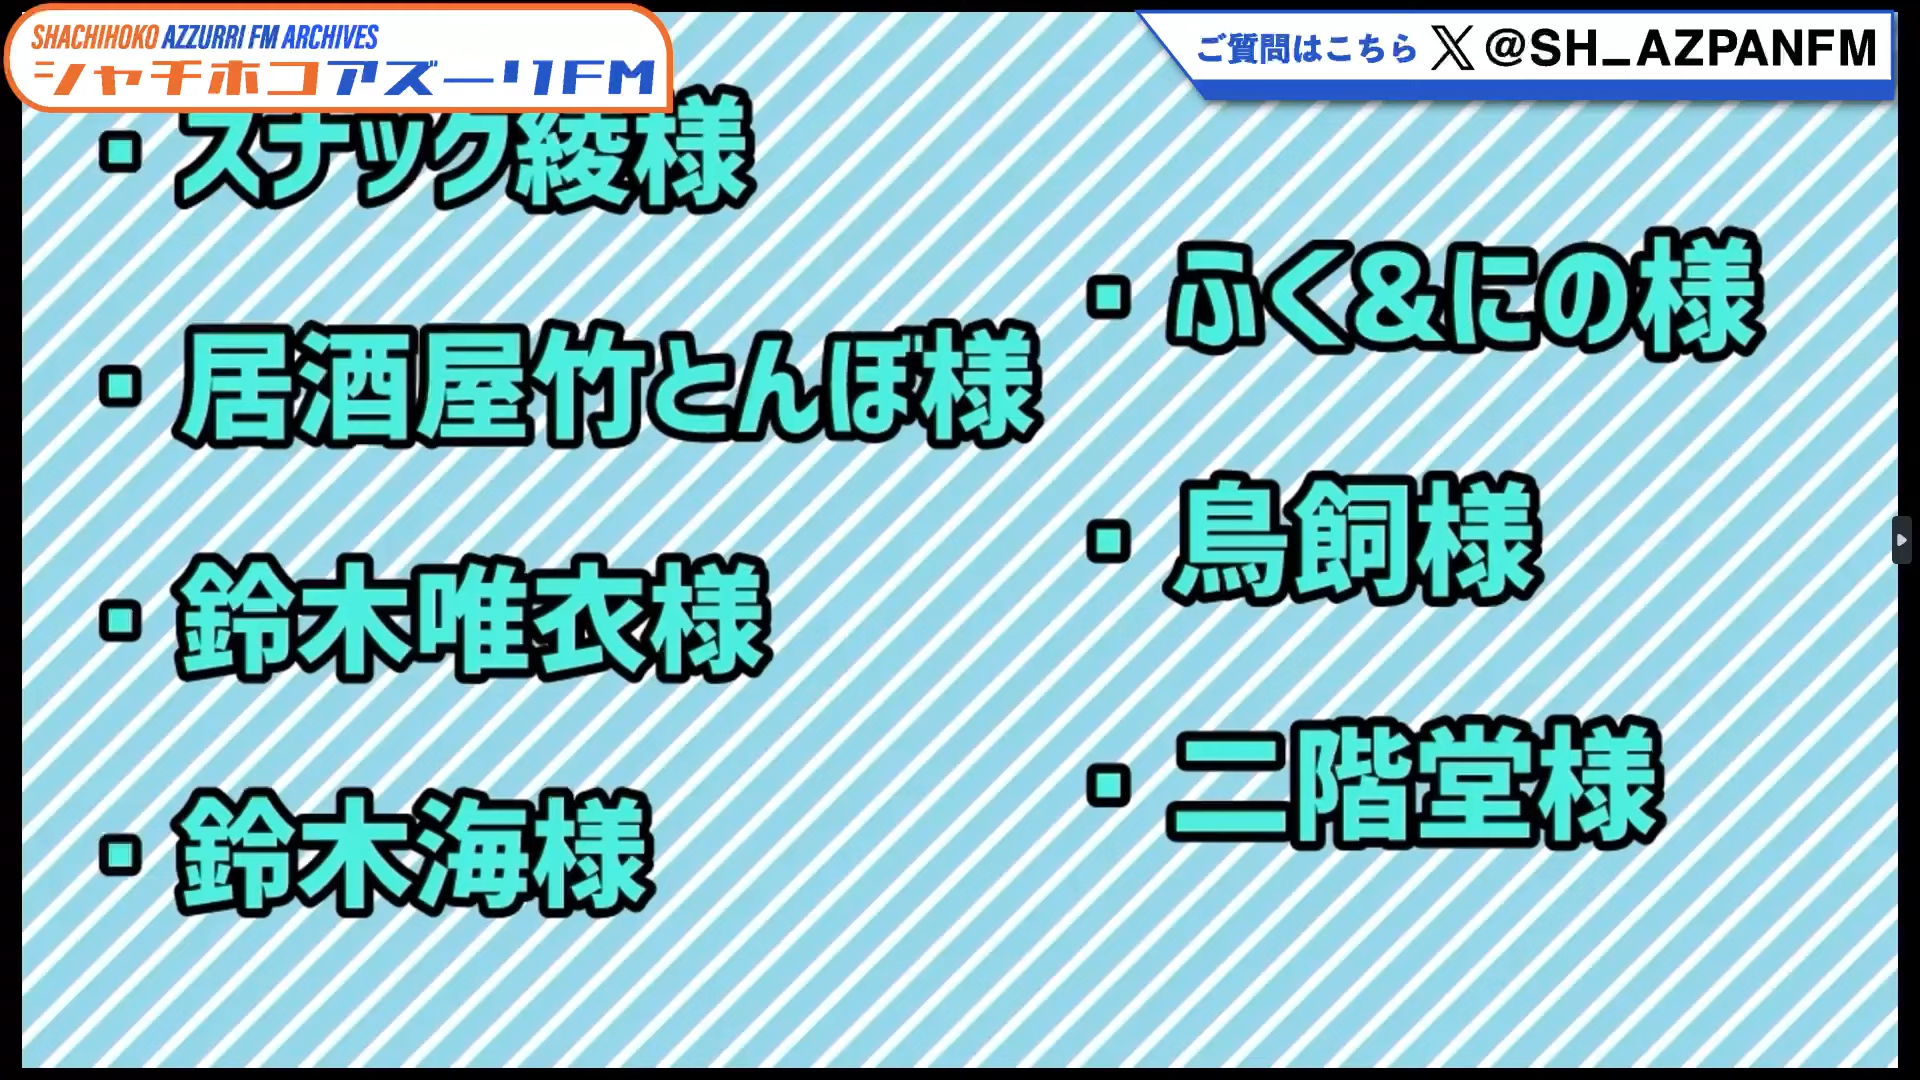 SHACHIHOKO AZZURRI FM ARCHIVES
シャチホコアズーリFM
ご質問はこちら X @SH_AZPANFM
・スナック綾様
・居酒屋竹とんぼ様
・鈴木唯衣様
・鈴木海様
・ふく&にの様
・鳥飼様
・二階堂様